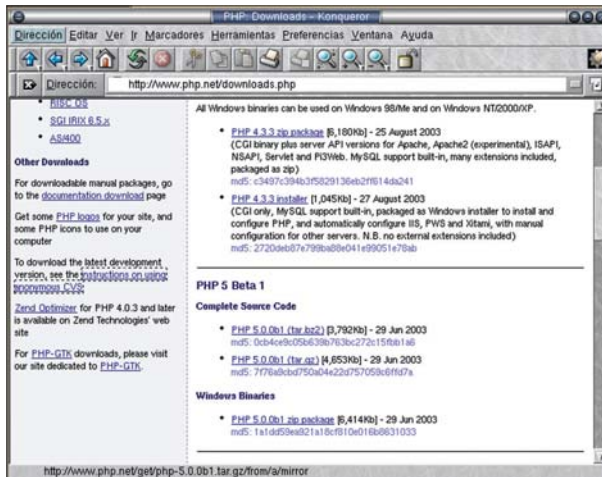 PHP: Downloads - Konqueror
Dirección Editar Ver Ir Marcadores Herramientas Preferencias Ventana Ayuda
Dirección: http://www.php.net/downloads.php
RISC OS
SGI IRIX 6.5.x
AS/400
Other Downloads
For downloadable manual packages, go
to the documentation download page
Get some PHP logos for your site, and
some PHP icons to use on your
computer
To download the latest development
version, see the instructions on using
anonymous CVS.
Zend Optimizer for PHP 4.0.3 and later
is available on Zend Technologies' web
site
For PHP-GTK downloads, please visit
our site dedicated to PHP-GTK.
All Windows binaries can be used on Windows 98/Me and on Windows NT/2000/XP.
PHP 4.3.3 zip package [6,180Kb] - 25 August 2003
(CGI binary plus server API versions for Apache, Apache2 (experimental), ISAPI,
NSAPI, Servlet and Pi3Web. MySQL support built-in, many extensions included,
packaged as zip)
md5: c3497c394b3f5829136eb2ff614da241
PHP 4.3.3 installer [1,045Kb] - 27 August 2003
(CGI only, MySQL support built-in, packaged as Windows installer to install and
configure PHP, and automatically configure IIS, PWS and Xitami, with manual
configuration for other servers. N.B. no external extensions included)
md5: 2720deb87e799ba88e041e99051e78ab
PHP 5 Beta 1
Complete Source Code
PHP 5.0.0b1 (tar.bz2) [3,792Kb] - 29 Jun 2003
md5: 0cb4ce9c05b639b763bc272c15fbb1a6
PHP 5.0.0b1 (tar.gz) [4,653Kb] - 29 Jun 2003
md5: 7f76a9cbd750a04e22d757059c6ffd7a
Windows Binaries
PHP 5.0.0b1 zip package [6,414Kb] - 29 Jun 2003
md5: 1a1dd59ea921a18cf810e016b8631033
http://www.php.net/get/php-5.0.0b1.tar.gz/from/a/mirror